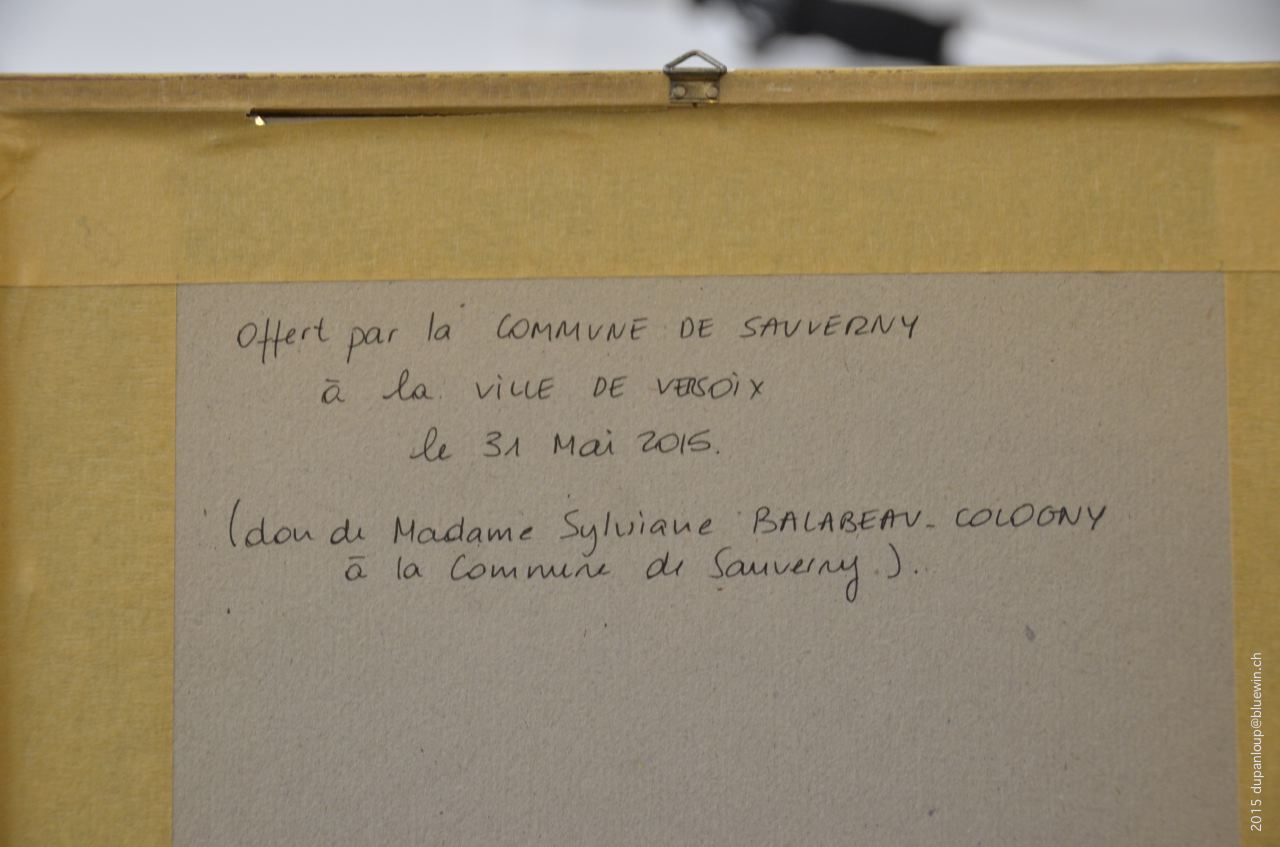 Offert par la COMMUNE DE SAUVERNY
à la VILLE DE VERSOIX
le 31 Mai 2015.
(don de Madame Sylviane BALABEAU-COLOGNY
à la Commune de Sauverny).
2015 dupanloup@bluewin.ch